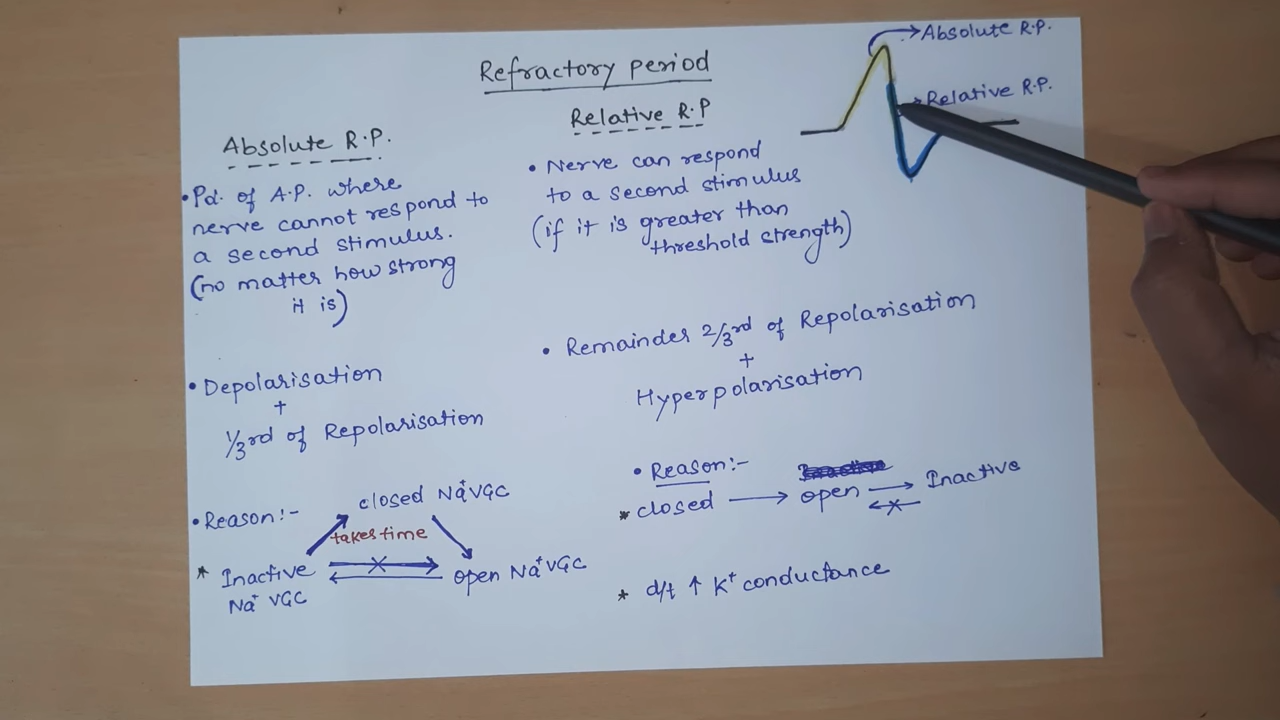 Refractory period
Absolute R.P.
• Pd. of A.P. where
nerve cannot respond to
a second stimulus.
(no matter how strong
it is)
• Depolarisation
+
1/3rd of Repolarisation
• Reason:-
closed Na⁺VGC
takes time
* Inactive
Na⁺ VGC
open Na⁺VGC
Relative R.P
• Nerve can respond
to a second stimulus
(if it is greater than
threshold strength)
• Remainder 2/3rd of Repolarisation
+
Hyperpolarisation
• Reason:-
* closed → open → Inactive
* d/t ↑ K⁺ conductance
→ Absolute R.P.
Relative R.P.